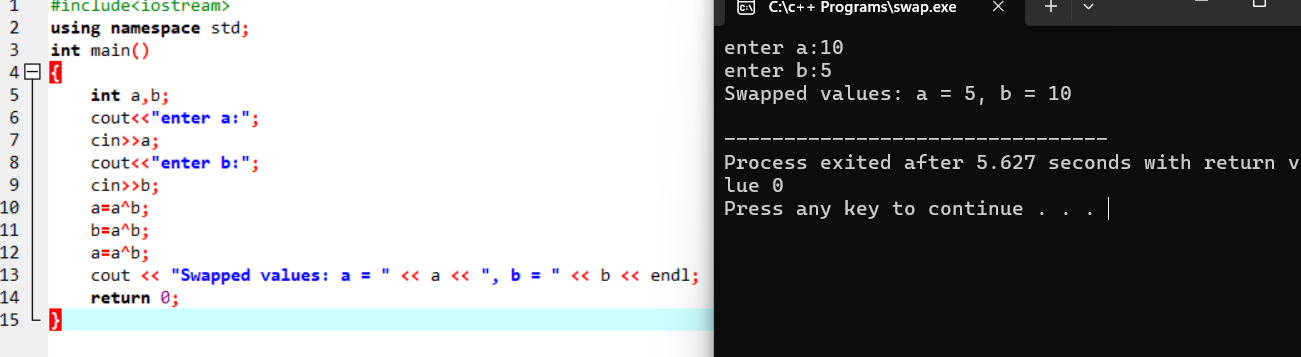 1 #include<iostream>
2 using namespace std;
3 int main()
4 {
5 int a,b;
6 cout<<"enter a:";
7 cin>>a;
8 cout<<"enter b:";
9 cin>>b;
10 a=a^b;
11 b=a^b;
12 a=a^b;
13 cout << "Swapped values: a = " << a << ", b = " << b << endl;
14 return 0;
15 }
C:\c++ Programs\swap.exe
enter a:10
enter b:5
Swapped values: a = 5, b = 10
--------------------------------
Process exited after 5.627 seconds with return v
lue 0
Press any key to continue . . .